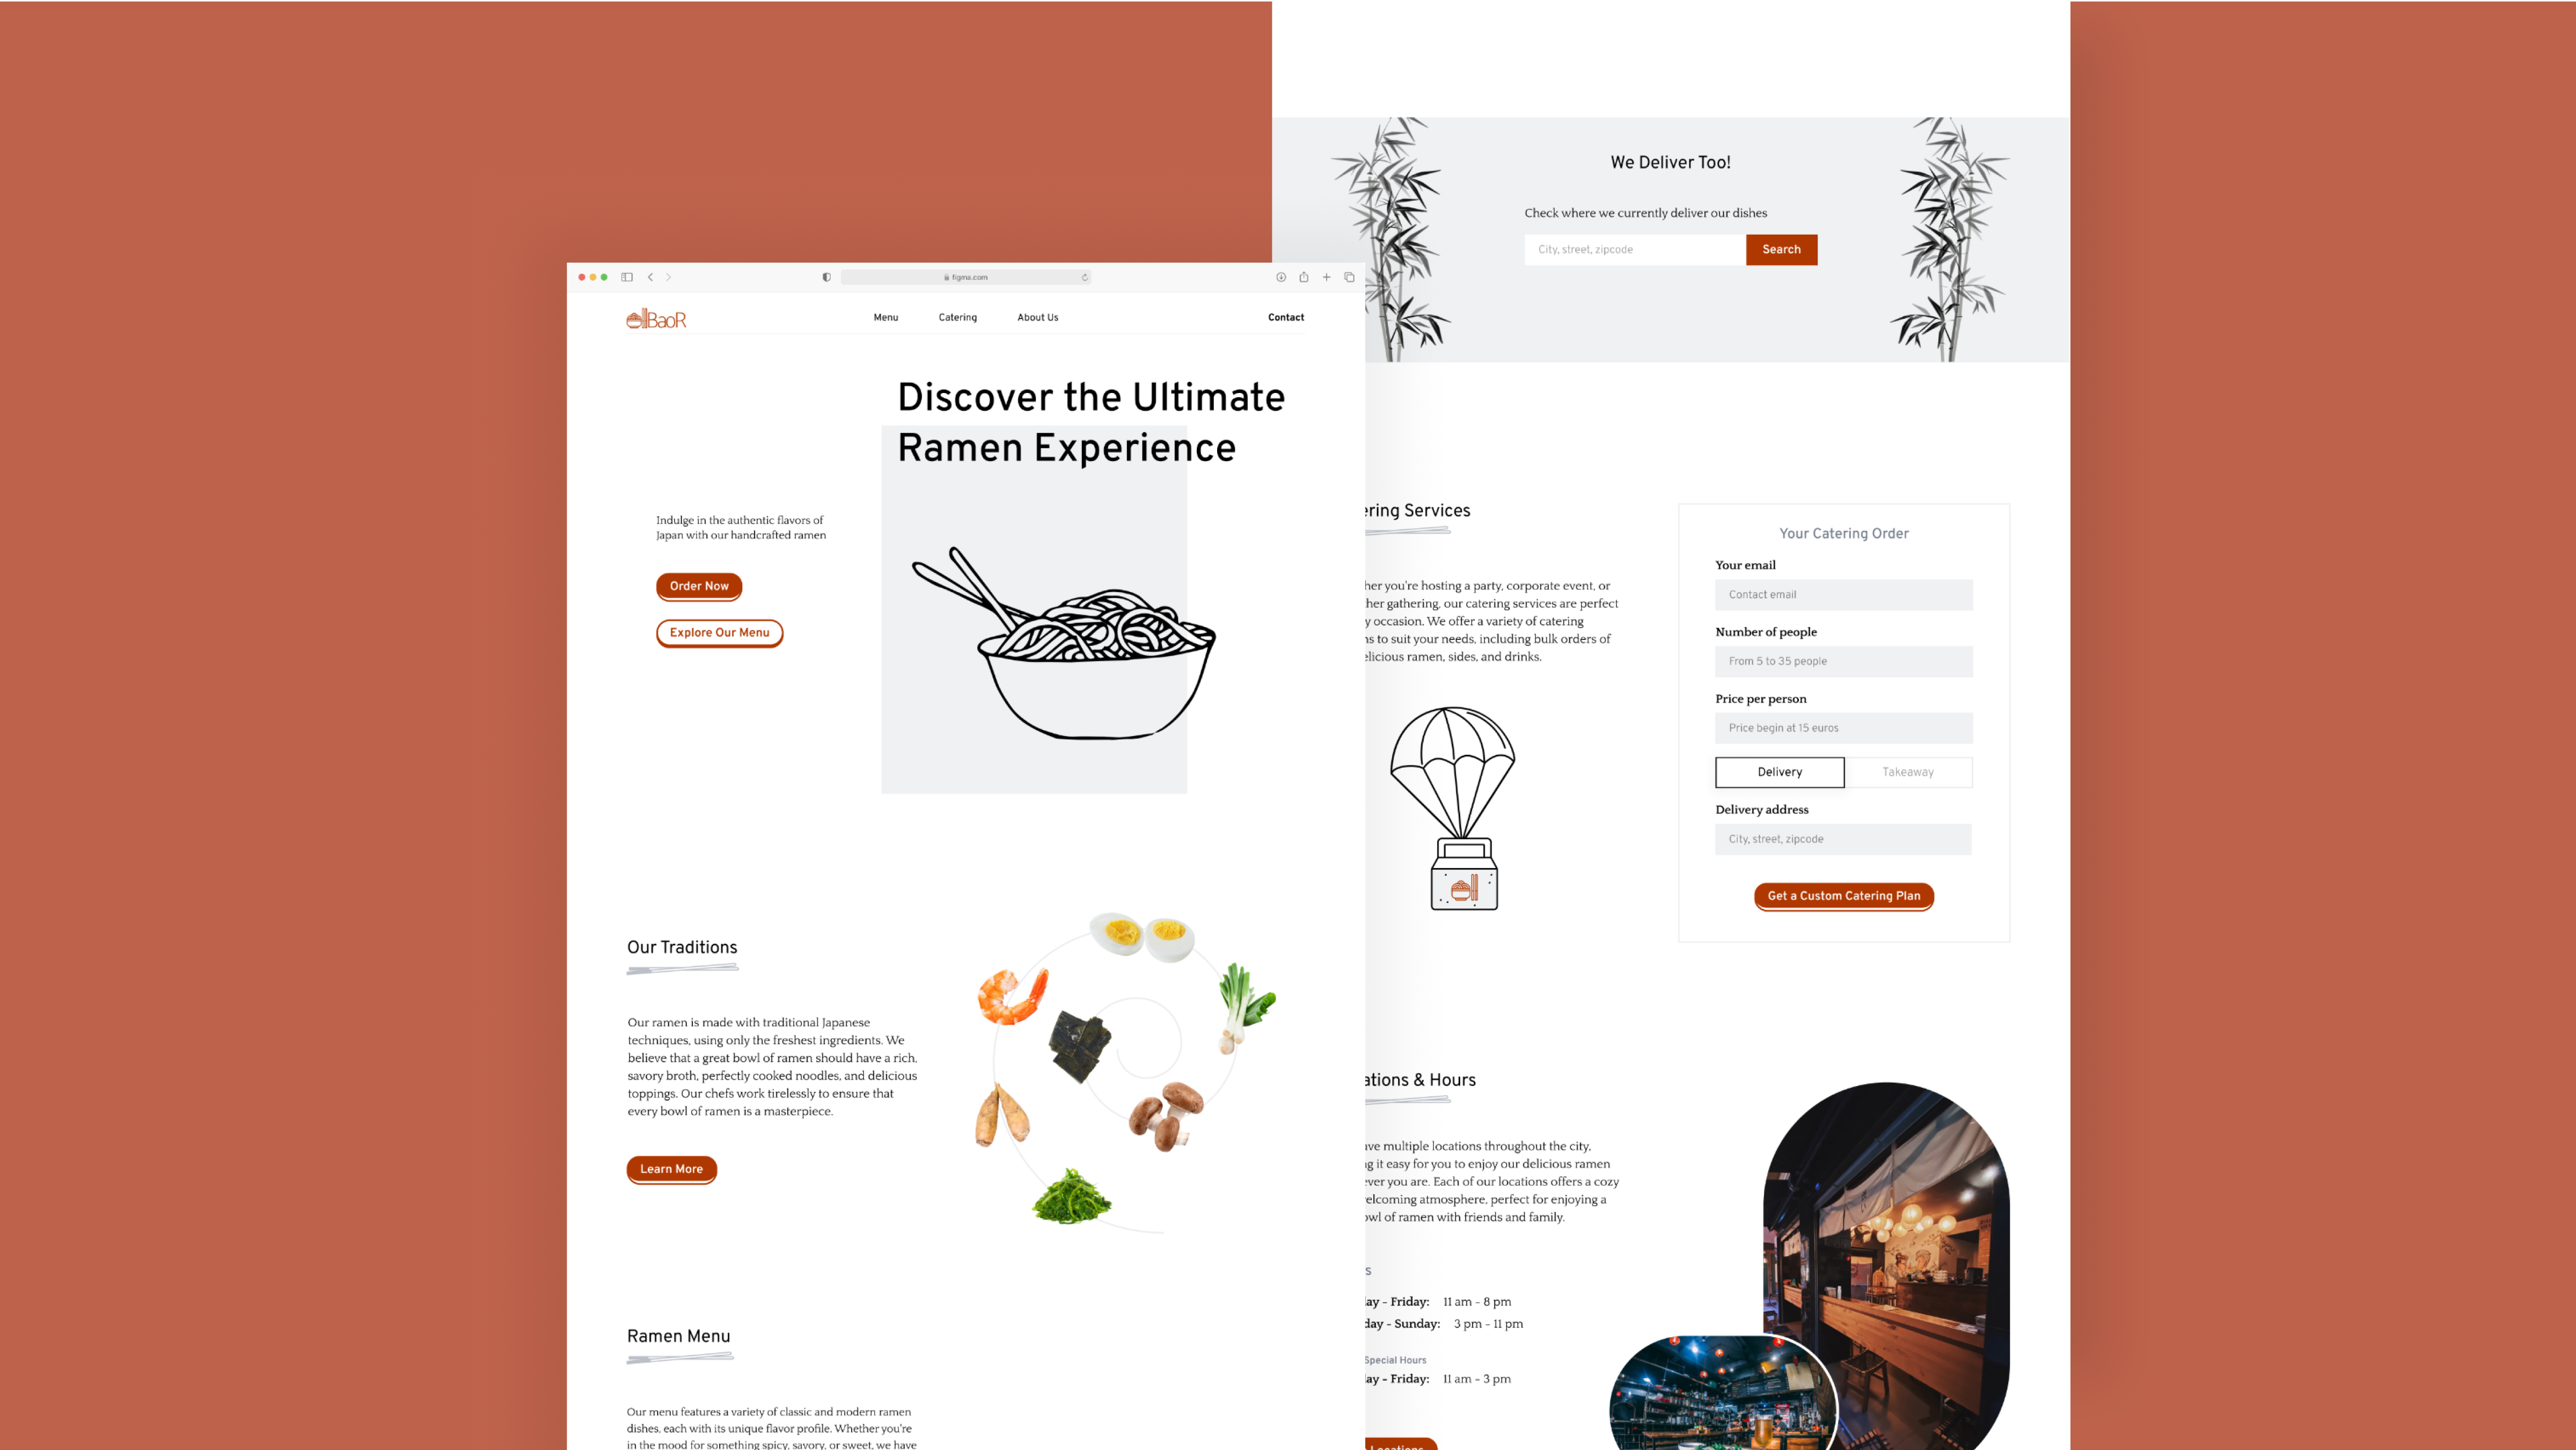 We Deliver Too!
Check where we currently deliver our dishes
City, street, zipcode
Search
figma.com
BaoR
Menu
Catering
About Us
Contact
Discover the Ultimate
Ramen Experience
Indulge in the authentic flavors of
Japan with our handcrafted ramen
Order Now
Explore Our Menu
Our Traditions
Our ramen is made with traditional Japanese
techniques, using only the freshest ingredients. We
believe that a great bowl of ramen should have a rich,
savory broth, perfectly cooked noodles, and delicious
toppings. Our chefs work tirelessly to ensure that
every bowl of ramen is a masterpiece.
Learn More
Ramen Menu
Our menu features a variety of classic and modern ramen
dishes, each with its unique flavor profile. Whether you're
in the mood for something spicy, savory, or sweet, we have
ering Services
her you're hosting a party, corporate event, or
her gathering, our catering services are perfect
y occasion. We offer a variety of catering
ns to suit your needs, including bulk orders of
elicious ramen, sides, and drinks.
Your Catering Order
Your email
Contact email
Number of people
From 5 to 35 people
Price per person
Price begin at 15 euros
Delivery
Takeaway
Delivery address
City, street, zipcode
Get a Custom Catering Plan
ations & Hours
ve multiple locations throughout the city,
g it easy for you to enjoy our delicious ramen
ever you are. Each of our locations offers a cozy
elcoming atmosphere, perfect for enjoying a
owl of ramen with friends and family.
s
ay - Friday: 11 am - 8 pm
day - Sunday: 3 pm - 11 pm
Special Hours
ay - Friday: 11 am - 3 pm
Locations